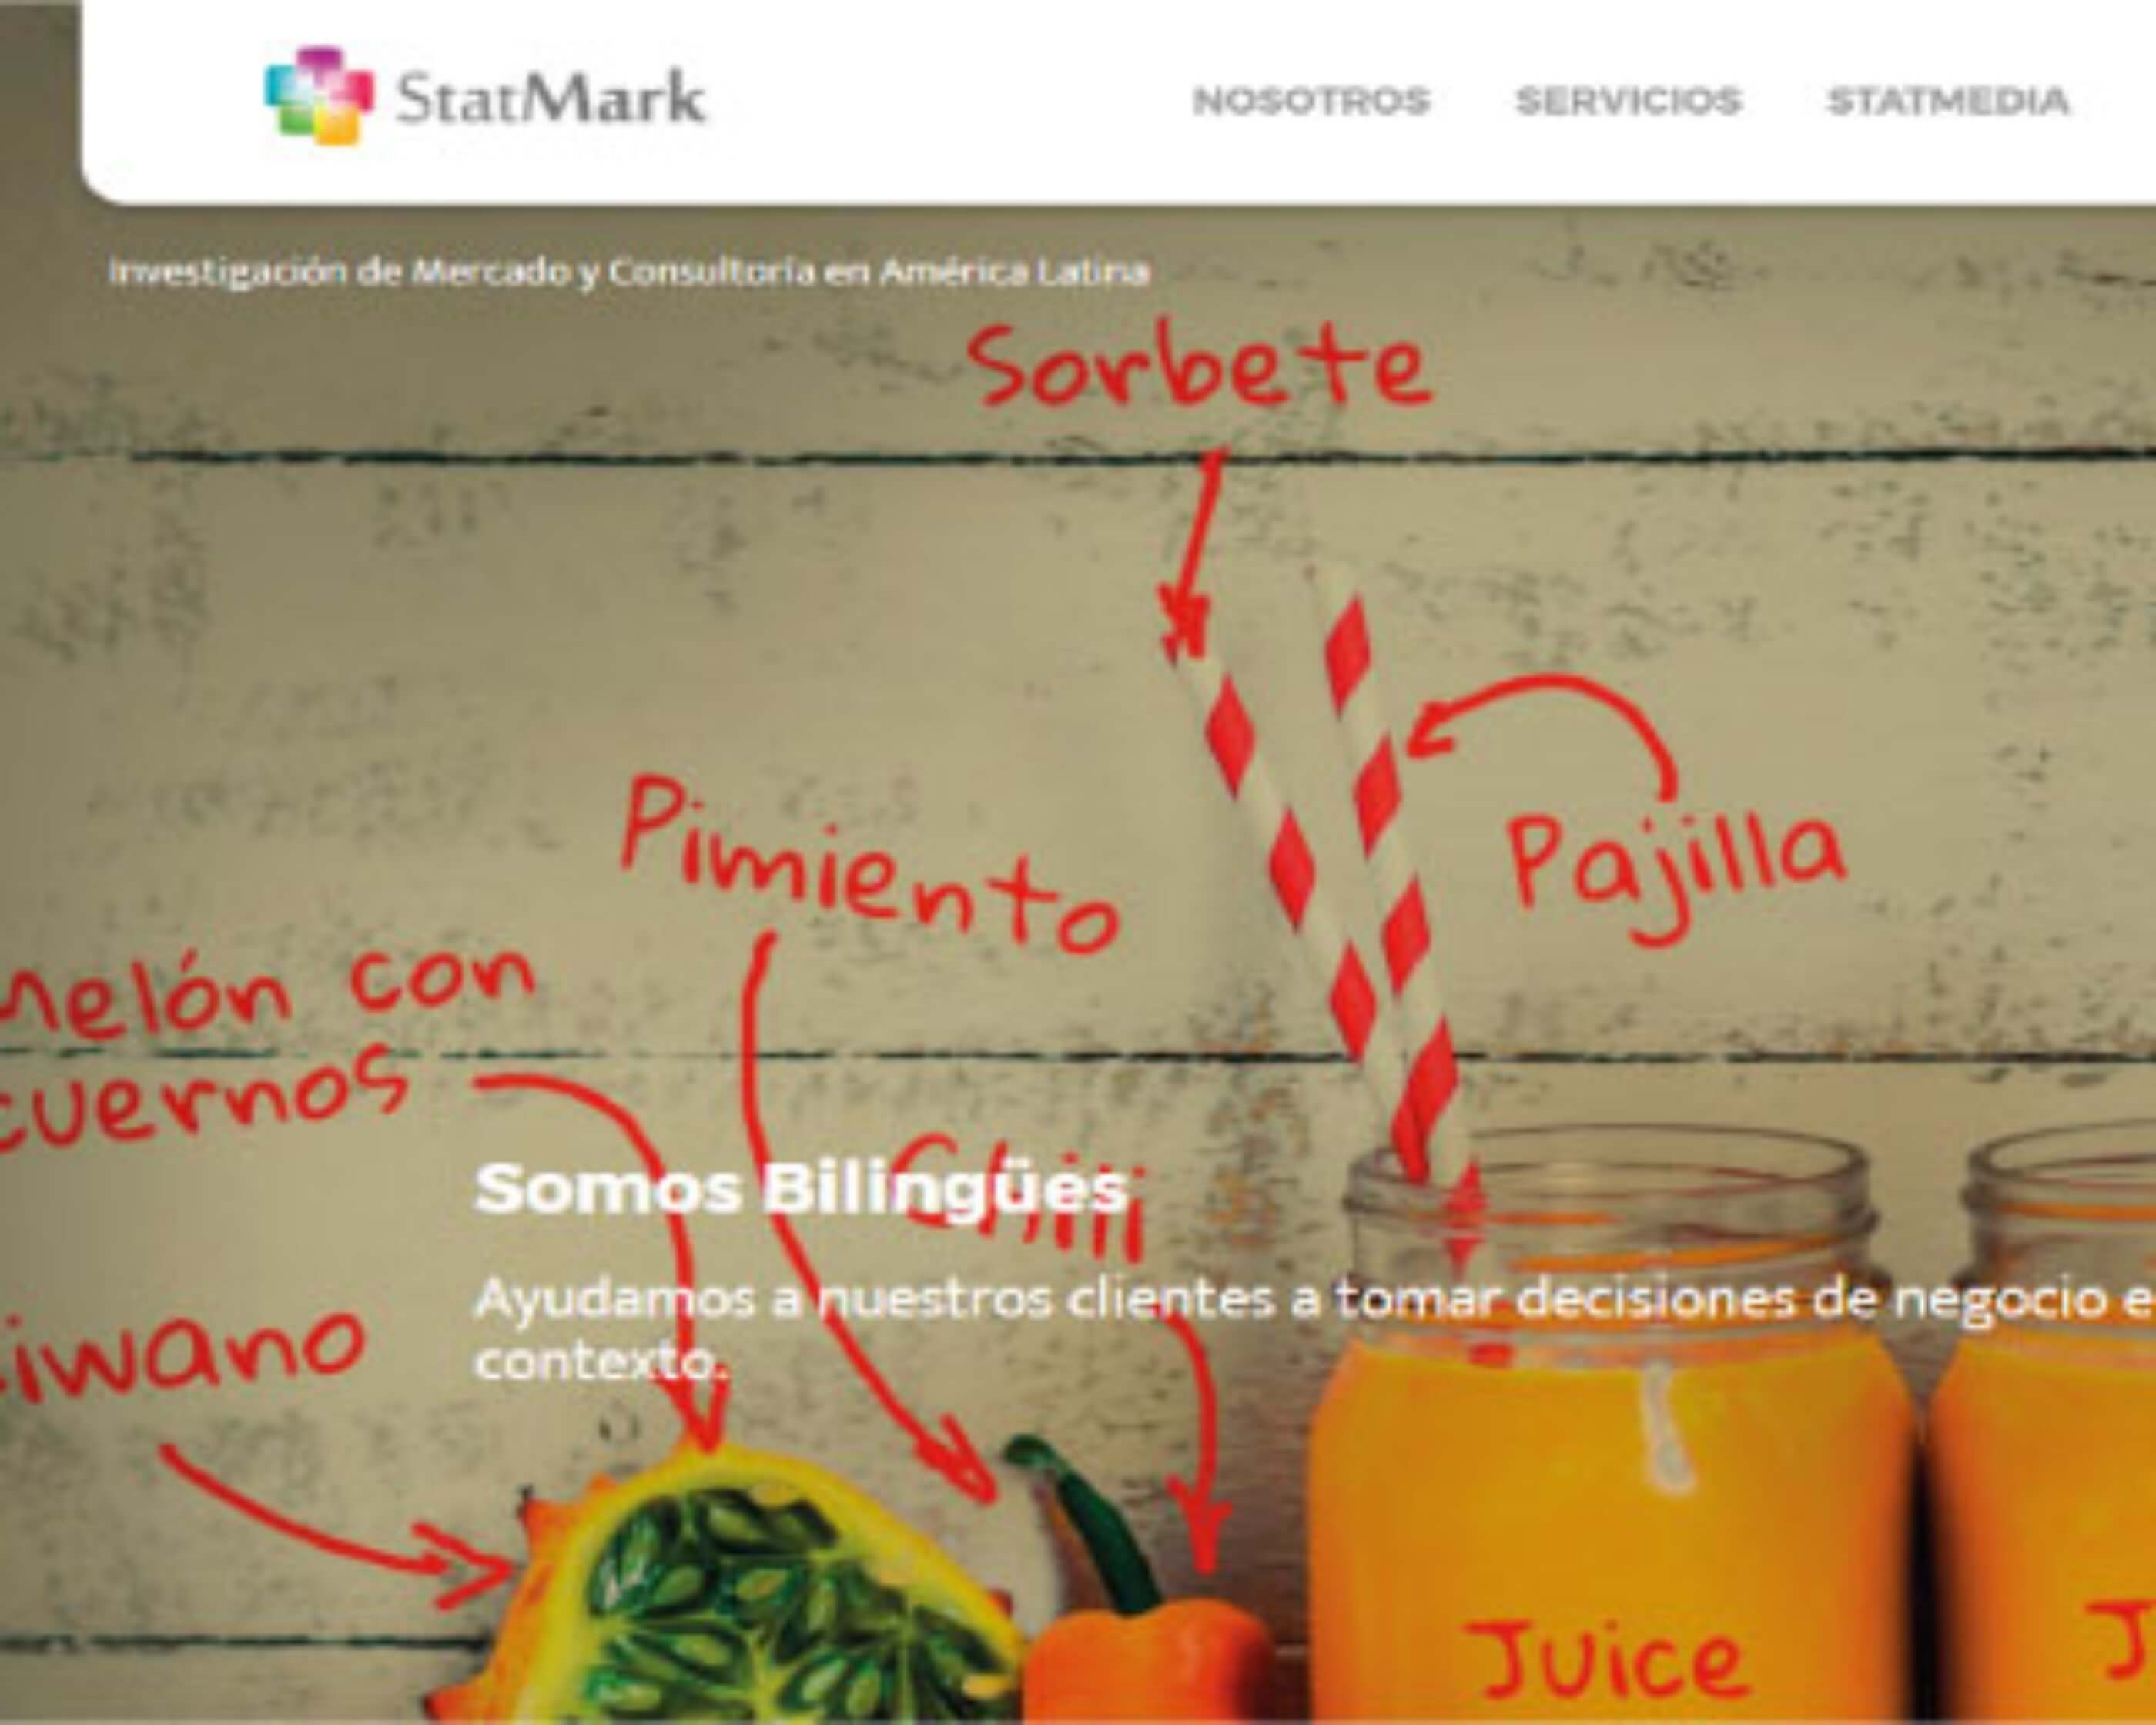 StatMark
NOSOTROS SERVICIOS STATMEDIA
Investigación de Mercado y Consultoría en América Latina
Sorbete
Pimiento
Pajilla
Melón con
cuernos
Chili
Somos Bilingües
Ayudamos a nuestros clientes a tomar decisiones de negocio
contexto.
iwano
Juice
J